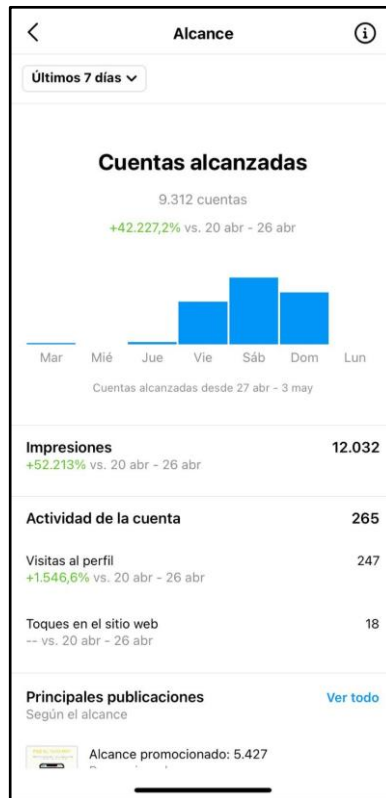 Alcance
Últimos 7 días
Cuentas alcanzadas
9.312 cuentas
+42.227,2% vs. 20 abr - 26 abr
Mar Mié Jue Vie Sáb Dom Lun
Cuentas alcanzadas desde 27 abr - 3 may
Impresiones 12.032
+52.213% vs. 20 abr - 26 abr
Actividad de la cuenta 265
Visitas al perfil 247
+1.546,6% vs. 20 abr - 26 abr
Toques en el sitio web 18
-- vs. 20 abr - 26 abr
Principales publicaciones Ver todo
Según el alcance
Alcance promocionado: 5.427